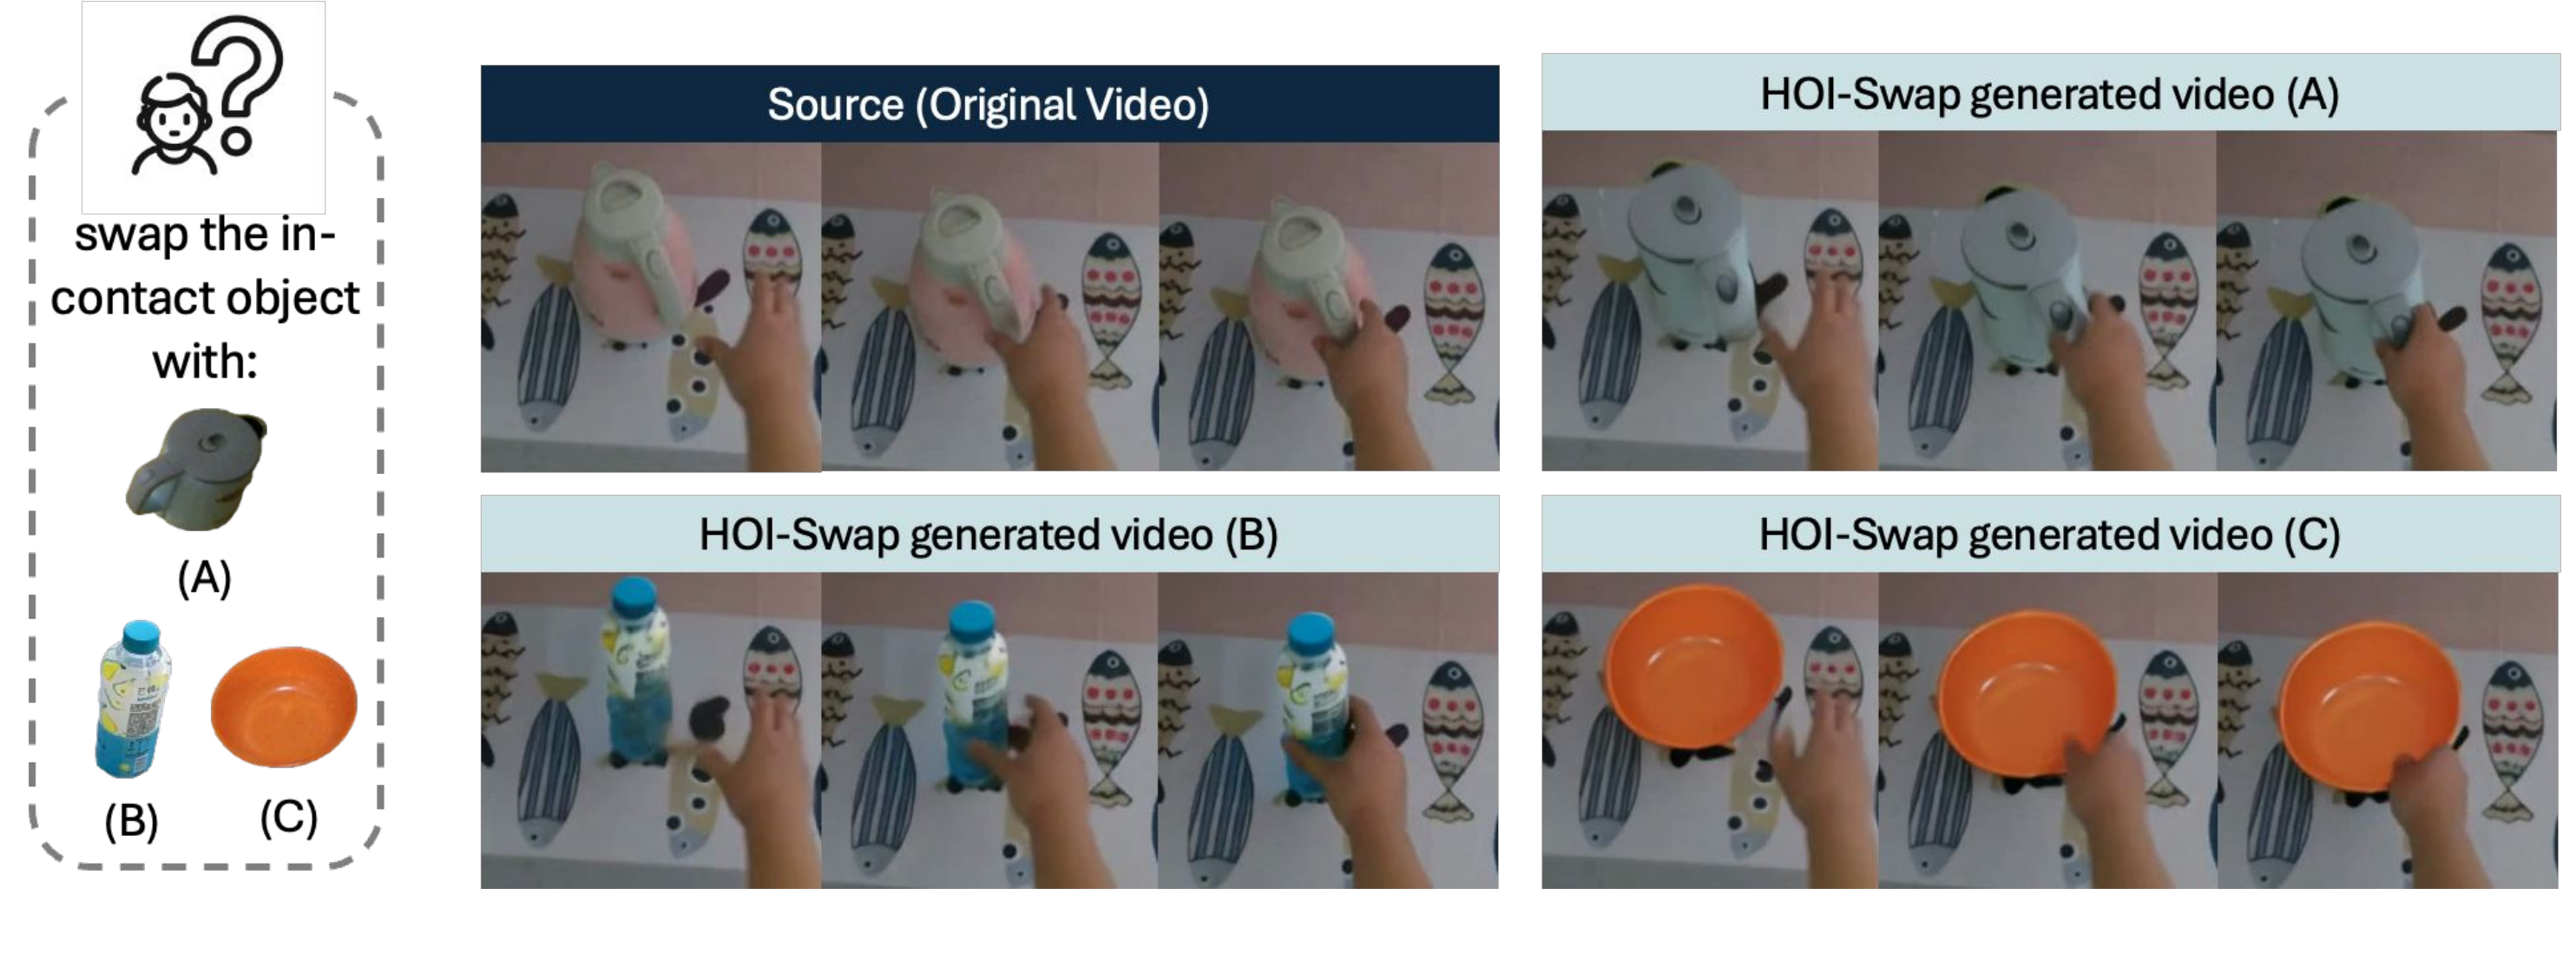 swap the in-
contact object
with:
(A)
(B)
(C)
Source (Original Video)
HOI-Swap generated video (A)
HOI-Swap generated video (B)
HOI-Swap generated video (C)